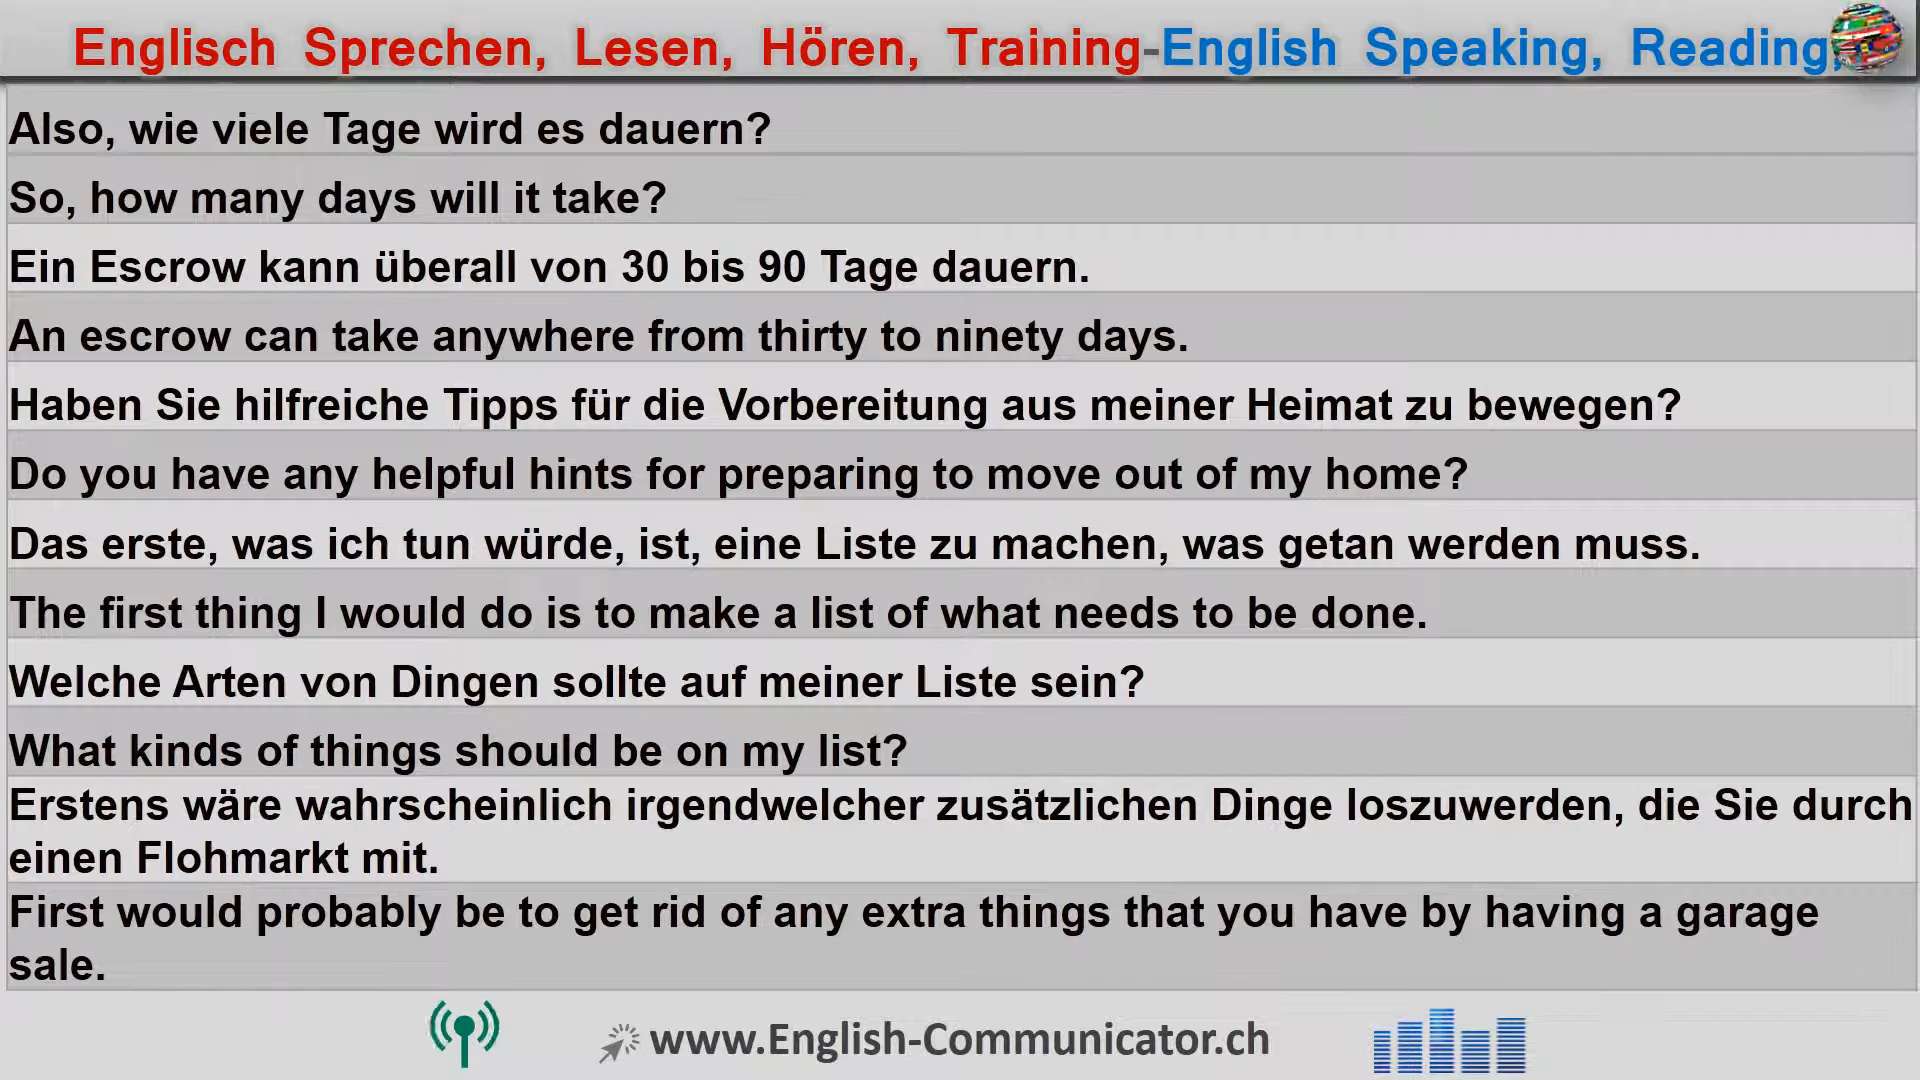 Englisch Sprechen, Lesen, Hören, Training-English Speaking, Reading,
Also, wie viele Tage wird es dauern?
So, how many days will it take?
Ein Escrow kann überall von 30 bis 90 Tage dauern.
An escrow can take anywhere from thirty to ninety days.
Haben Sie hilfreiche Tipps für die Vorbereitung aus meiner Heimat zu bewegen?
Do you have any helpful hints for preparing to move out of my home?
Das erste, was ich tun würde, ist, eine Liste zu machen, was getan werden muss.
The first thing I would do is to make a list of what needs to be done.
Welche Arten von Dingen sollte auf meiner Liste sein?
What kinds of things should be on my list?
Erstens wäre wahrscheinlich irgendwelcher zusätzlichen Dinge loszuwerden, die Sie durch
einen Flohmarkt mit.
First would probably be to get rid of any extra things that you have by having a garage
sale.
www.English-Communicator.ch